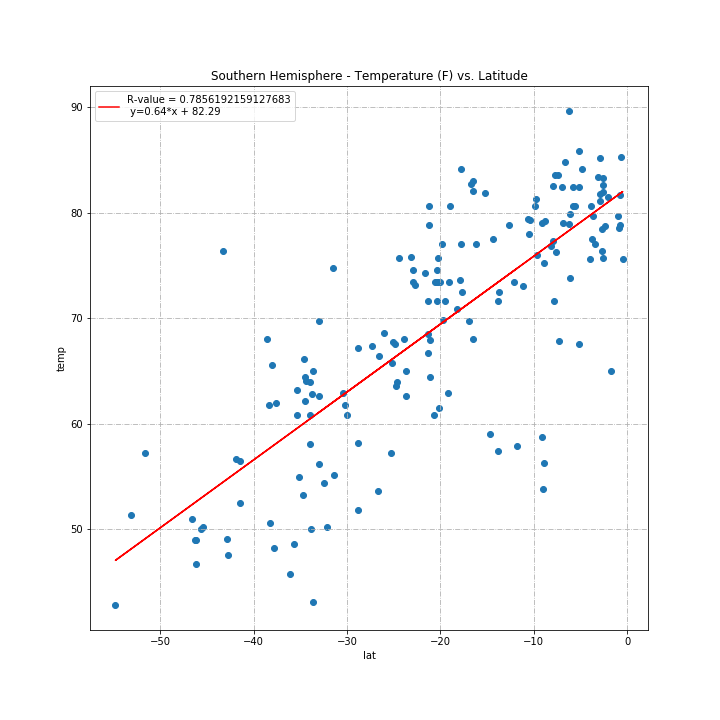 Southern Hemisphere - Temperature (F) vs. Latitude
R-value = 0.7856192159127683
y=0.64*x + 82.29
90
80
70
60
50
temp
−50
−40
−30
−20
−10
0
lat